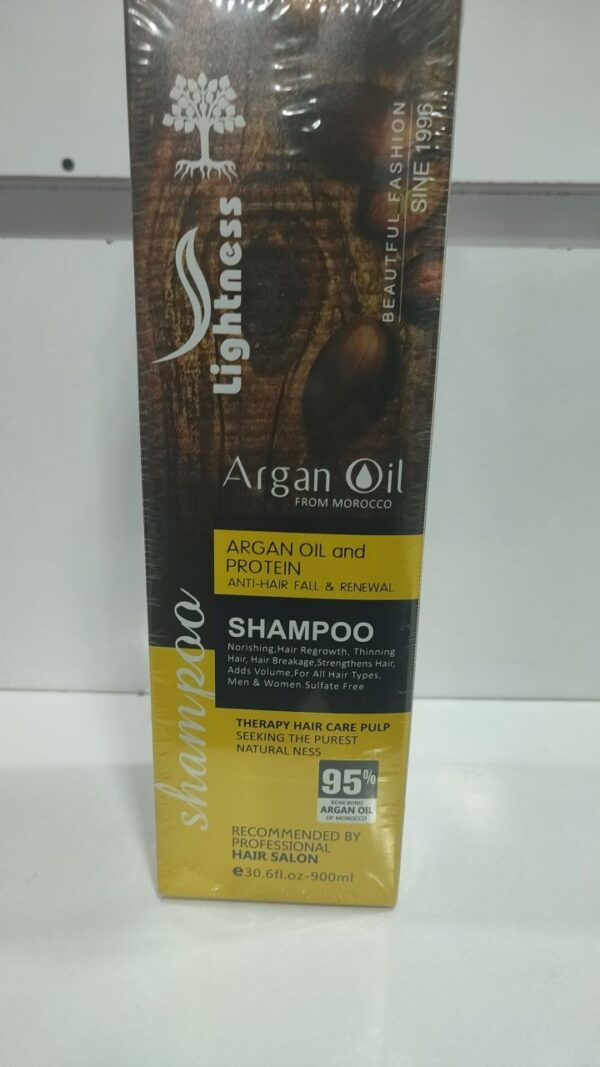 Lightness
BEAUTFUL FASHION
SINE 1996
Argan Oil
FROM MOROCCO
ARGAN OIL and
PROTEIN
ANTI-HAIR FALL & RENEWAL
SHAMPOO
Norishing,Hair Regrowth, Thinning
Hair, Hair Breakage,Strengthens Hair,
Adds Volume,For All Hair Types,
Men & Women.Sulfate Free
shampoo
THERAPY HAIR CARE PULP
SEEKING THE PUREST
NATURAL NESS
95%
RENEWING
ARGAN OIL
OF MOROCCO
RECOMMENDED BY
PROFESSIONAL
HAIR SALON
e30.6fl.oz-900ml